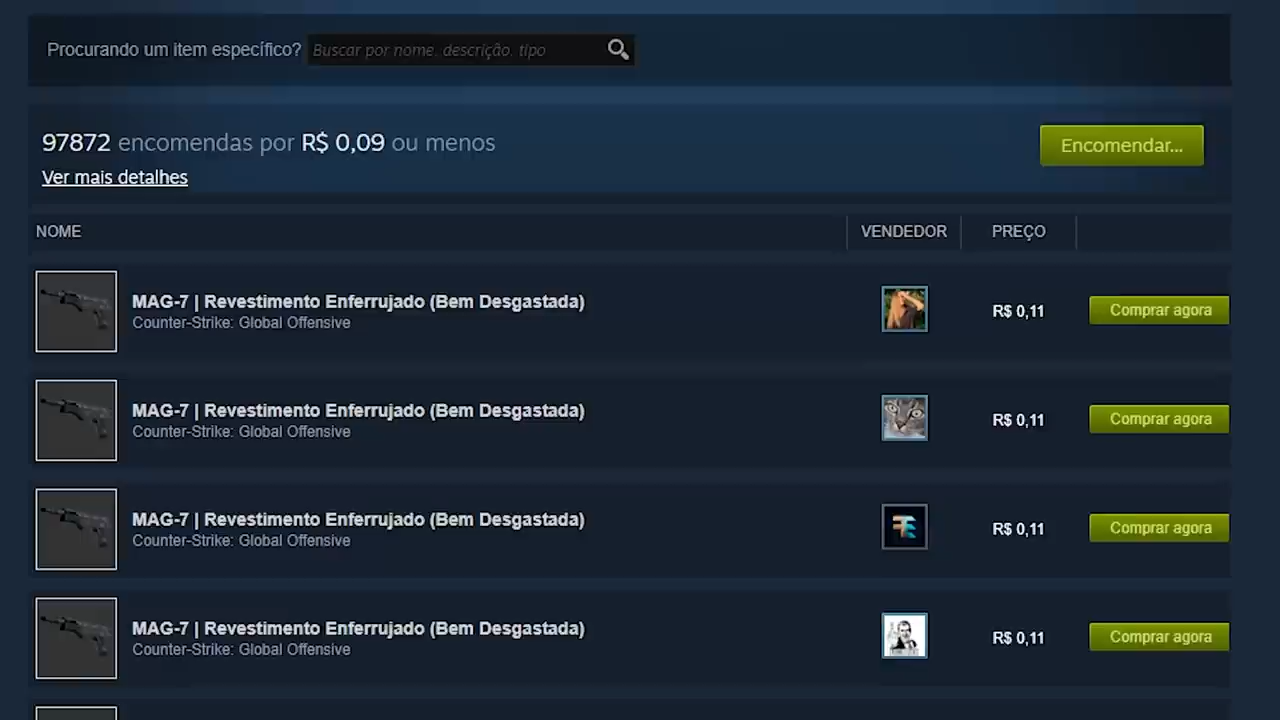 Procurando um item específico? Buscar por nome, descrição, tipo
97872 encomendas por R$ 0,09 ou menos
Encomendar...
Ver mais detalhes
NOME VENDEDOR PREÇO
MAG-7 | Revestimento Enferrujado (Bem Desgastada)
Counter-Strike: Global Offensive
R$ 0,11 Comprar agora
MAG-7 | Revestimento Enferrujado (Bem Desgastada)
Counter-Strike: Global Offensive
R$ 0,11 Comprar agora
MAG-7 | Revestimento Enferrujado (Bem Desgastada)
Counter-Strike: Global Offensive
R$ 0,11 Comprar agora
MAG-7 | Revestimento Enferrujado (Bem Desgastada)
Counter-Strike: Global Offensive
R$ 0,11 Comprar agora